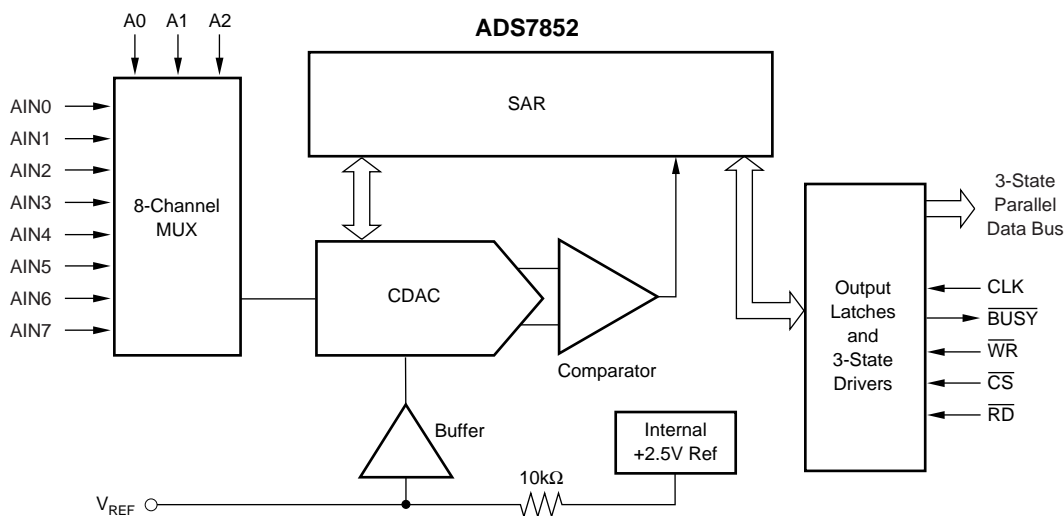 ADS7852
A0 A1 A2
SAR
AIN0
AIN1
AIN2
AIN3
AIN4
AIN5
AIN6
AIN7
8-Channel
MUX
CDAC
Comparator
Buffer
Internal
+2.5V Ref
10kΩ
VREF
Output
Latches
and
3-State
Drivers
3-State
Parallel
Data Bus
CLK
BUSY
WR
CS
RD